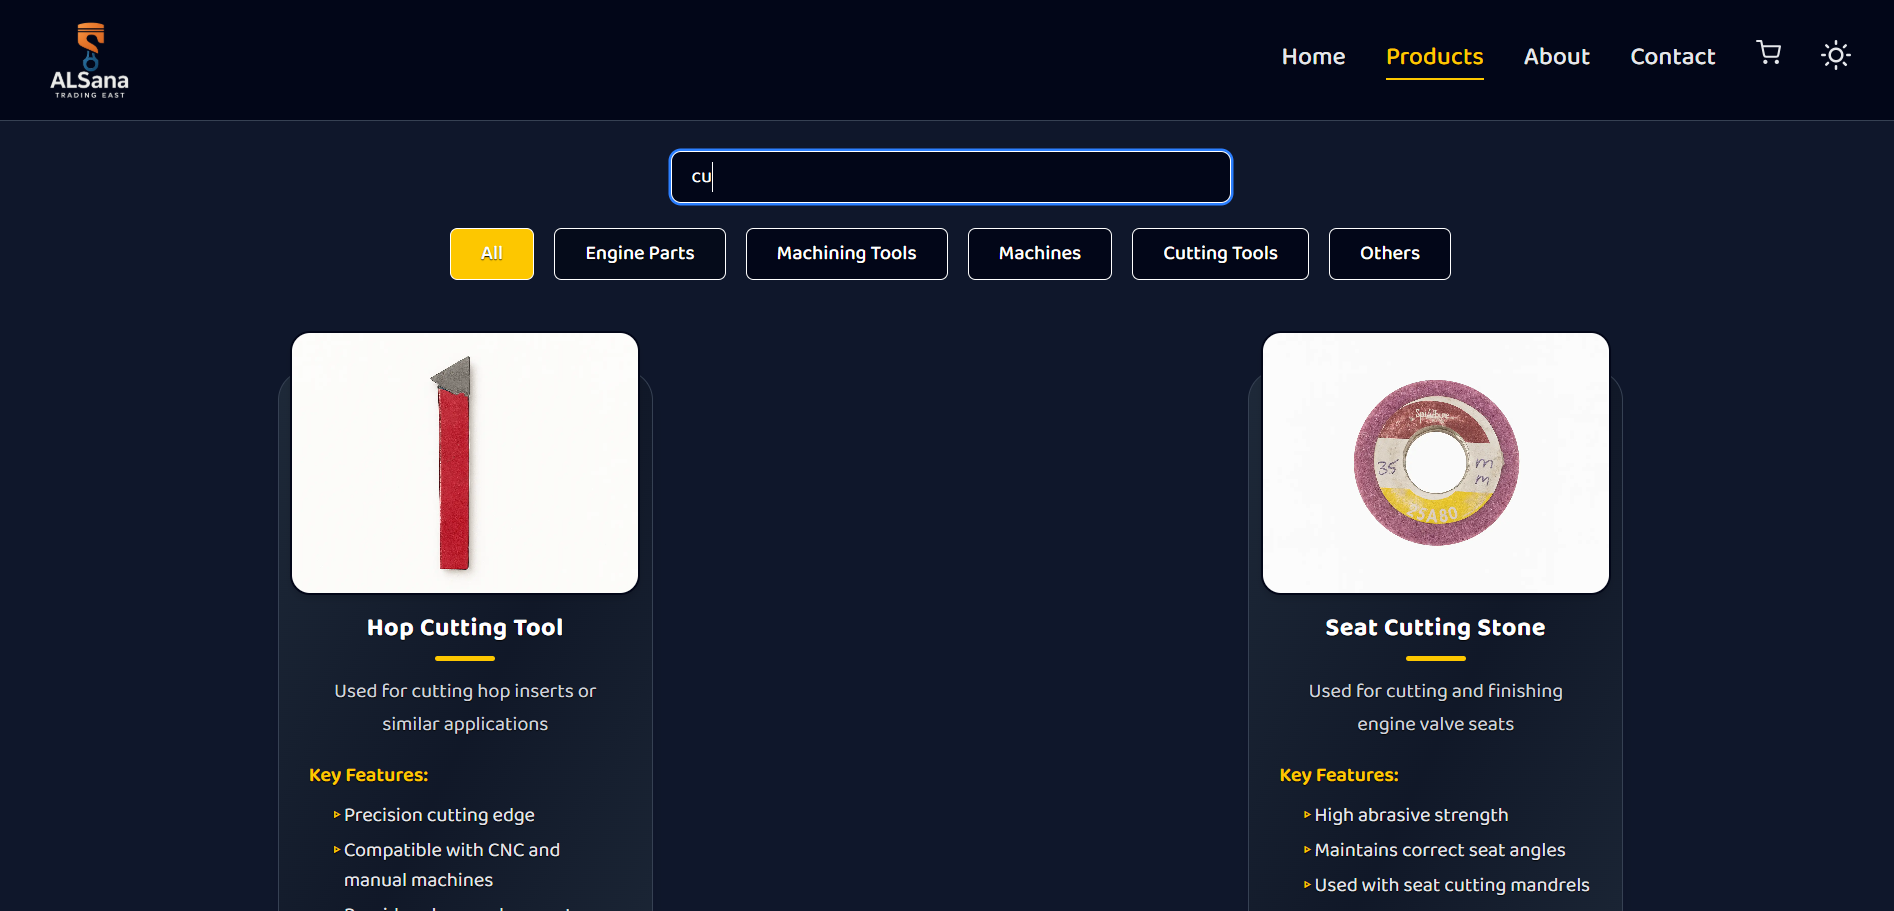 ALSana
TRADING EAST
Home
Products
About
Contact
cu
All
Engine Parts
Machining Tools
Machines
Cutting Tools
Others
Hop Cutting Tool
Used for cutting hop inserts or
similar applications
Key Features:
Precision cutting edge
Compatible with CNC and
manual machines
35
m
m
25A80
Seat Cutting Stone
Used for cutting and finishing
engine valve seats
Key Features:
High abrasive strength
Maintains correct seat angles
Used with seat cutting mandrels